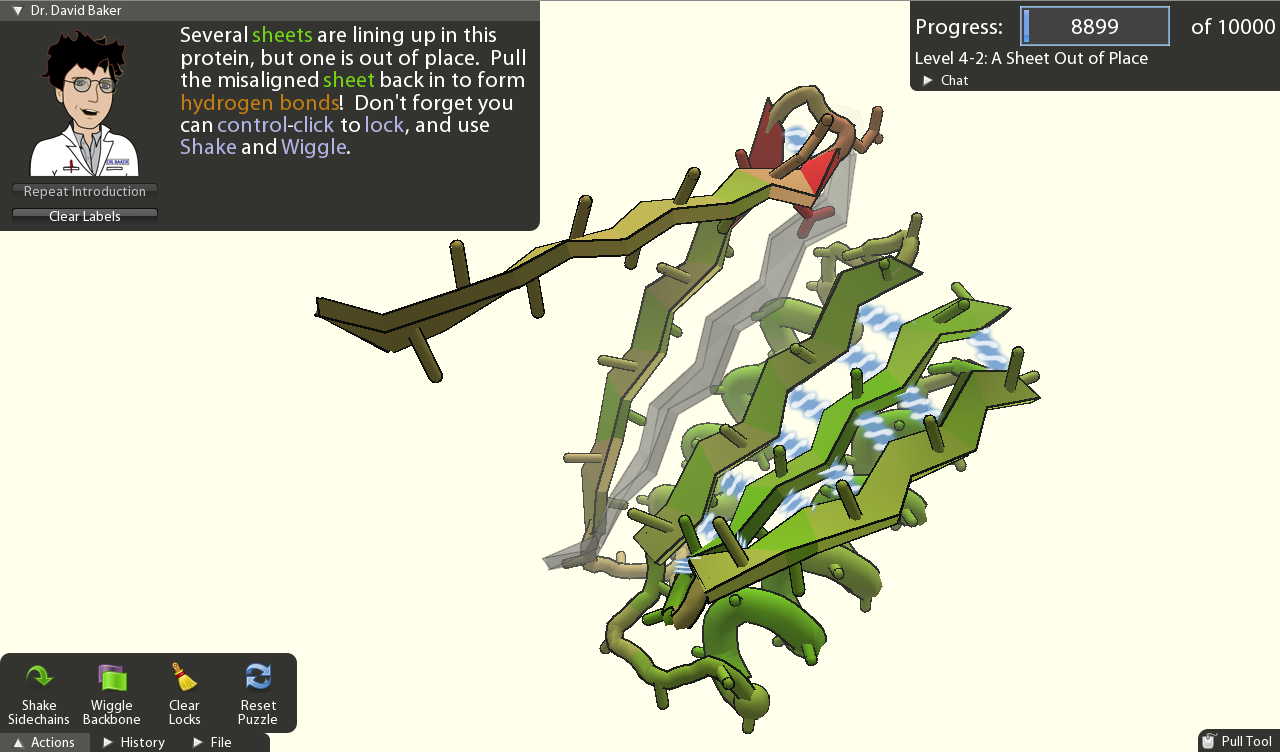 Dr. David Baker
Several sheets are lining up in this
protein, but one is out of place. Pull
the misaligned sheet back in to form
hydrogen bonds! Don't forget you
can control-click to lock, and use
Shake and Wiggle.
DR. BAKER
Repeat Introduction
Clear Labels
Progress: 8899 of 10000
Level 4-2: A Sheet Out of Place
Chat
Shake
Sidechains
Wiggle
Backbone
Clear
Locks
Reset
Puzzle
Actions
History
File
Pull Tool